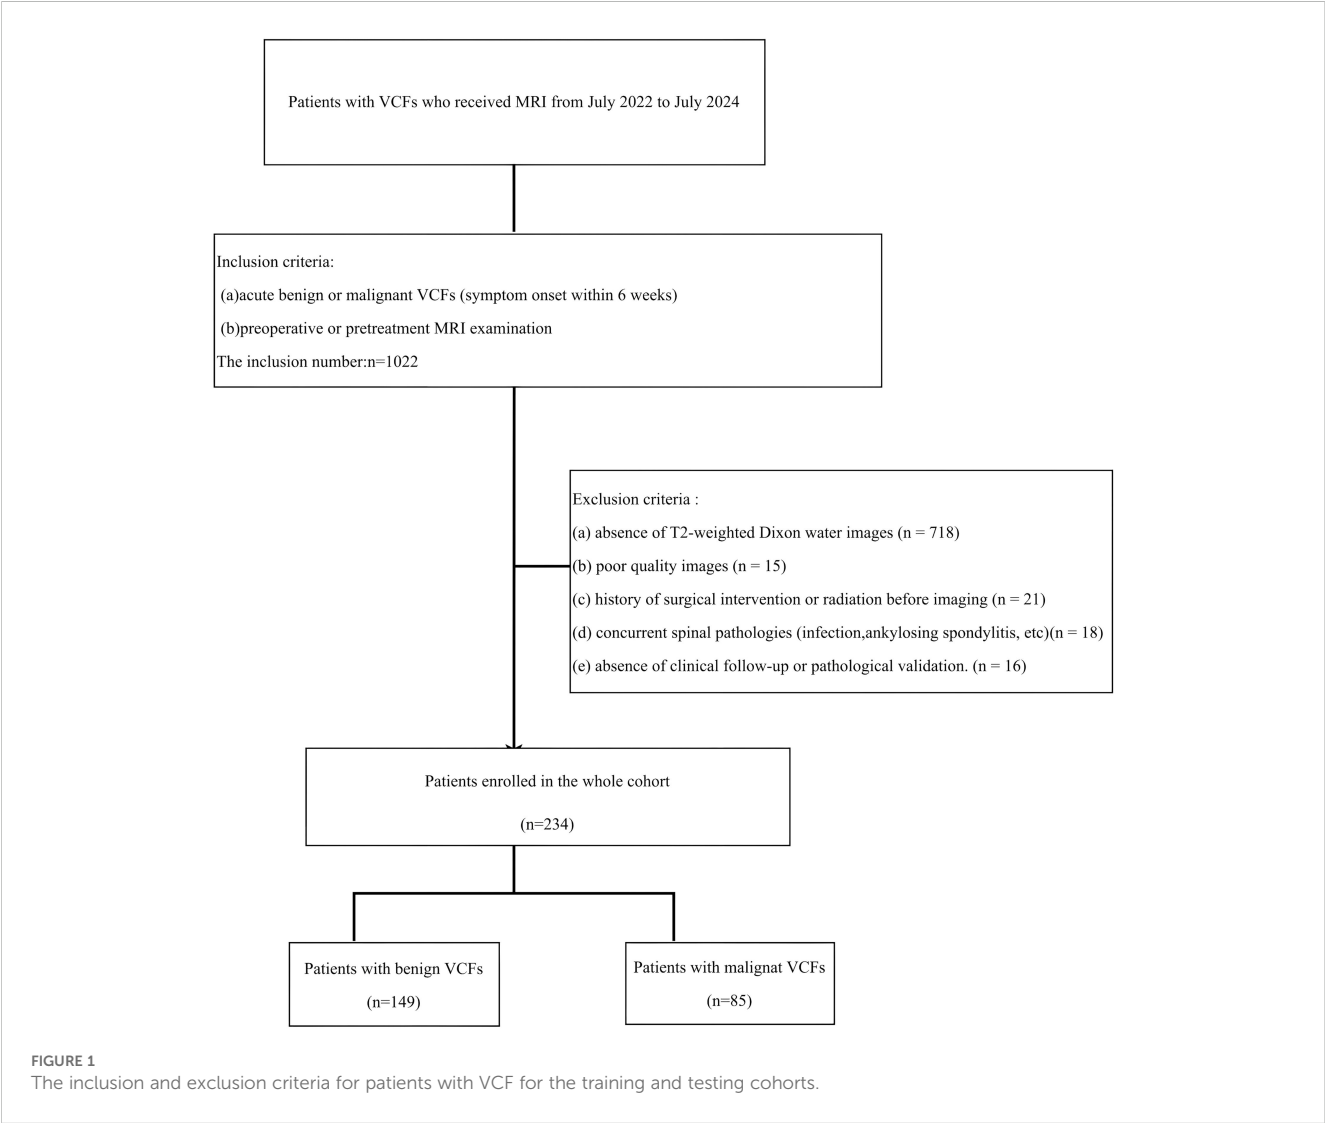 Patients with VCFs who received MRI from July 2022 to July 2024
Inclusion criteria:
(a)acute benign or malignant VCFs (symptom onset within 6 weeks)
(b)preoperative or pretreatment MRI examination
The inclusion number:n=1022
Exclusion criteria :
(a) absence of T2-weighted Dixon water images (n = 718)
(b) poor quality images (n = 15)
(c) history of surgical intervention or radiation before imaging (n = 21)
(d) concurrent spinal pathologies (infection,ankylosing spondylitis, etc)(n = 18)
(e) absence of clinical follow-up or pathological validation. (n = 16)
Patients enrolled in the whole cohort
(n=234)
Patients with benign VCFs
(n=149)
Patients with malignat VCFs
(n=85)
FIGURE 1
The inclusion and exclusion criteria for patients with VCF for the training and testing cohorts.